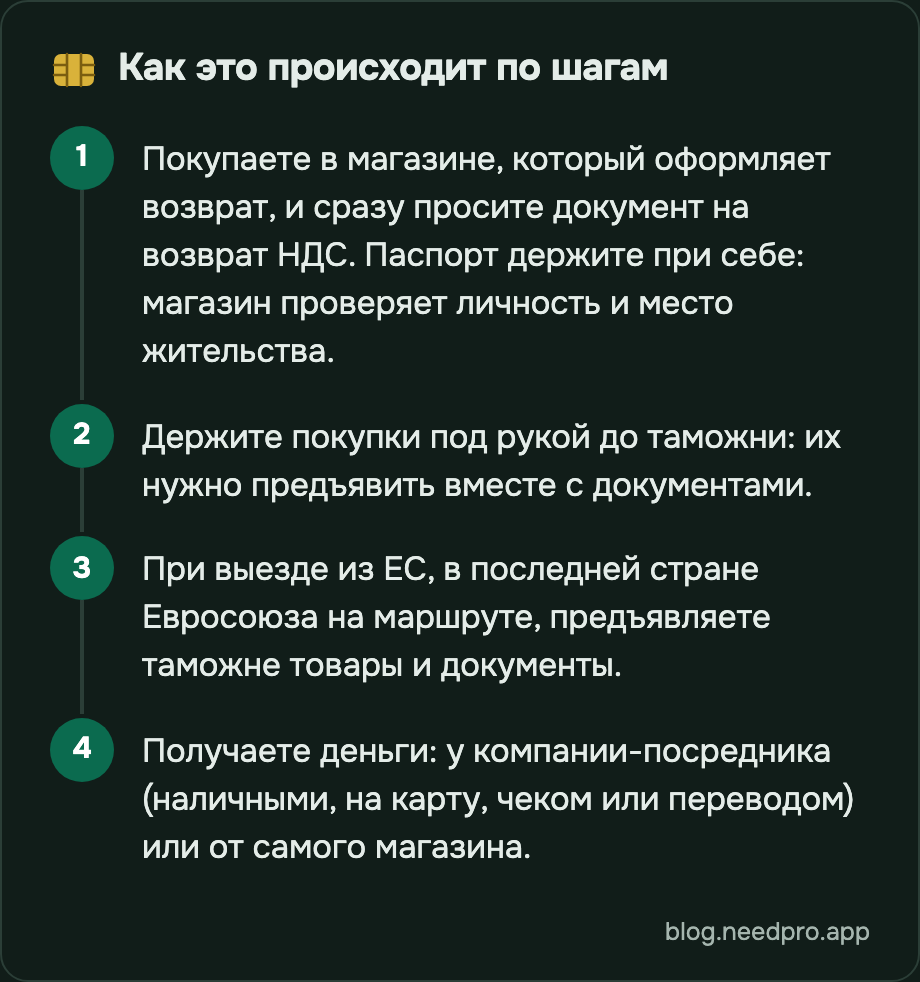 Как это происходит по шагам
1
Покупаете в магазине, который оформляет
возврат, и сразу просите документ на
возврат НДС. Паспорт держите при себе:
магазин проверяет личность и место
жительства.
2
Держите покупки под рукой до таможни: их
нужно предъявить вместе с документами.
3
При выезде из ЕС, в последней стране
Евросоюза на маршруте, предъявляете
таможне товары и документы.
4
Получаете деньги: у компании-посредника
(наличными, на карту, чеком или переводом)
или от самого магазина.
blog.needpro.app